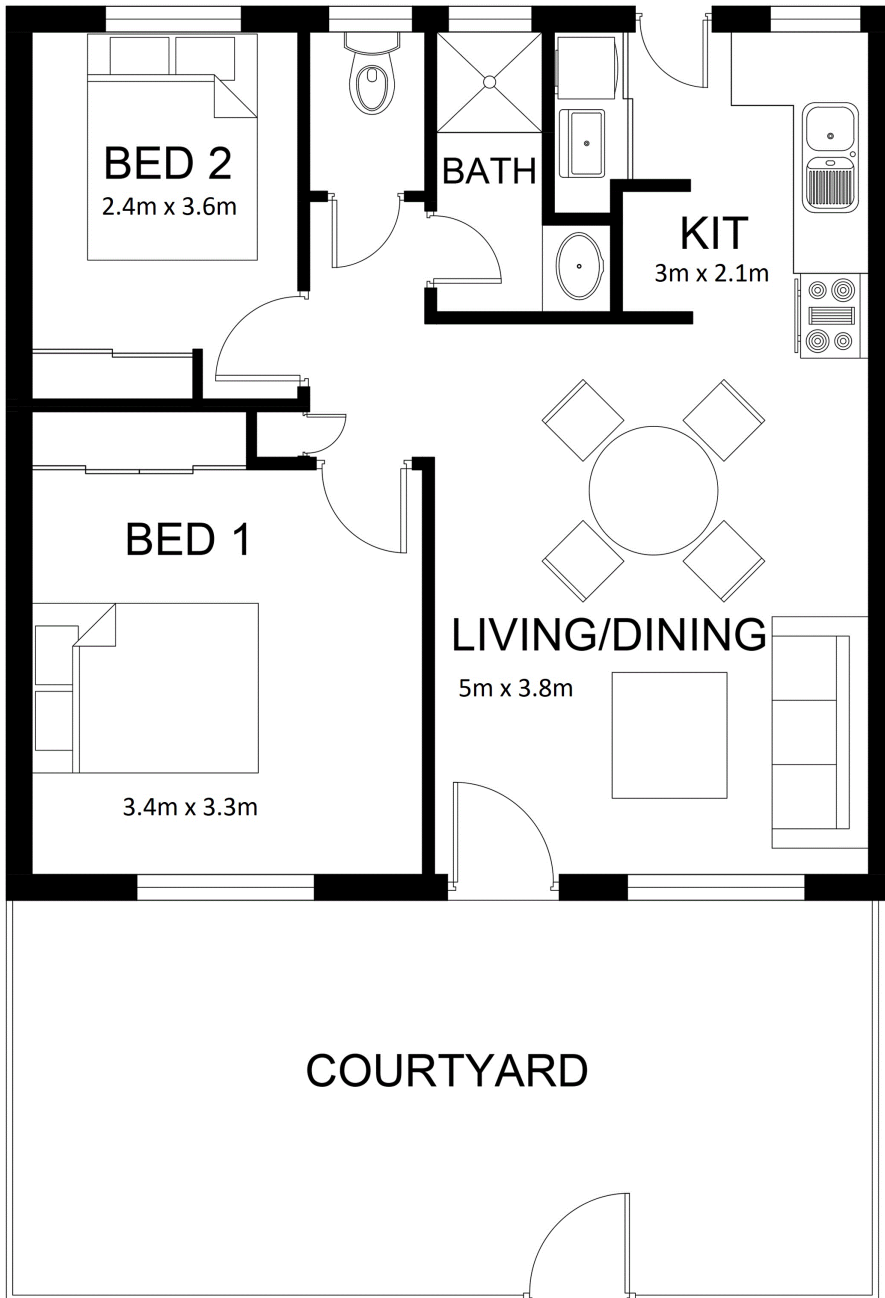 BED 2
2.4m x 3.6m
BATH
KIT
3m x 2.1m
BED 1
3.4m x 3.3m
LIVING/DINING
5m x 3.8m
COURTYARD